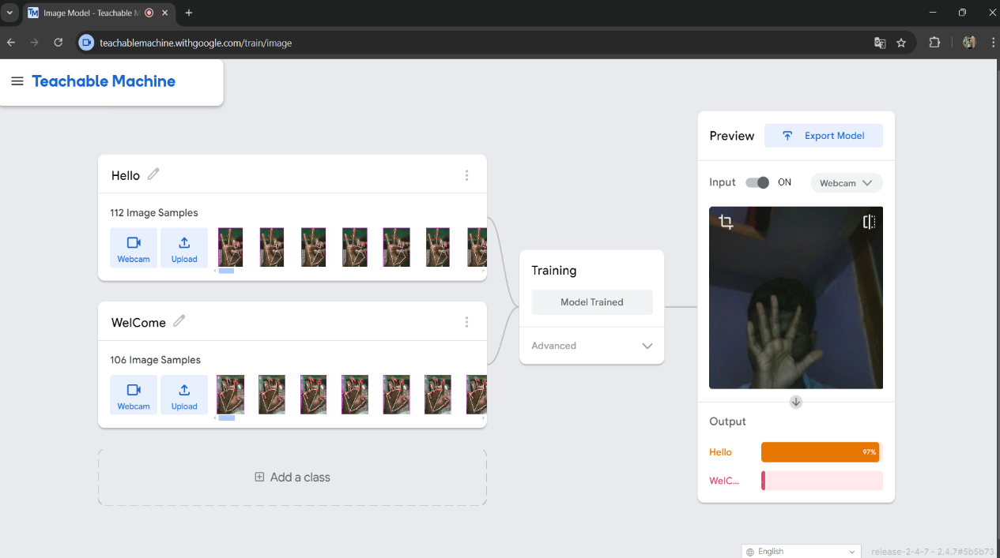 Image Model - Teachable M
teachablemachine.withgoogle.com/train/image
Teachable Machine
Hello
112 Image Samples
Webcam
Upload
WelCome
106 Image Samples
Webcam
Upload
Add a class
Training
Model Trained
Advanced
Preview
Export Model
Input
ON
Webcam
Output
Hello
97%
WelC...
English
release-2-4-7 - 2.4.7#5b5b73